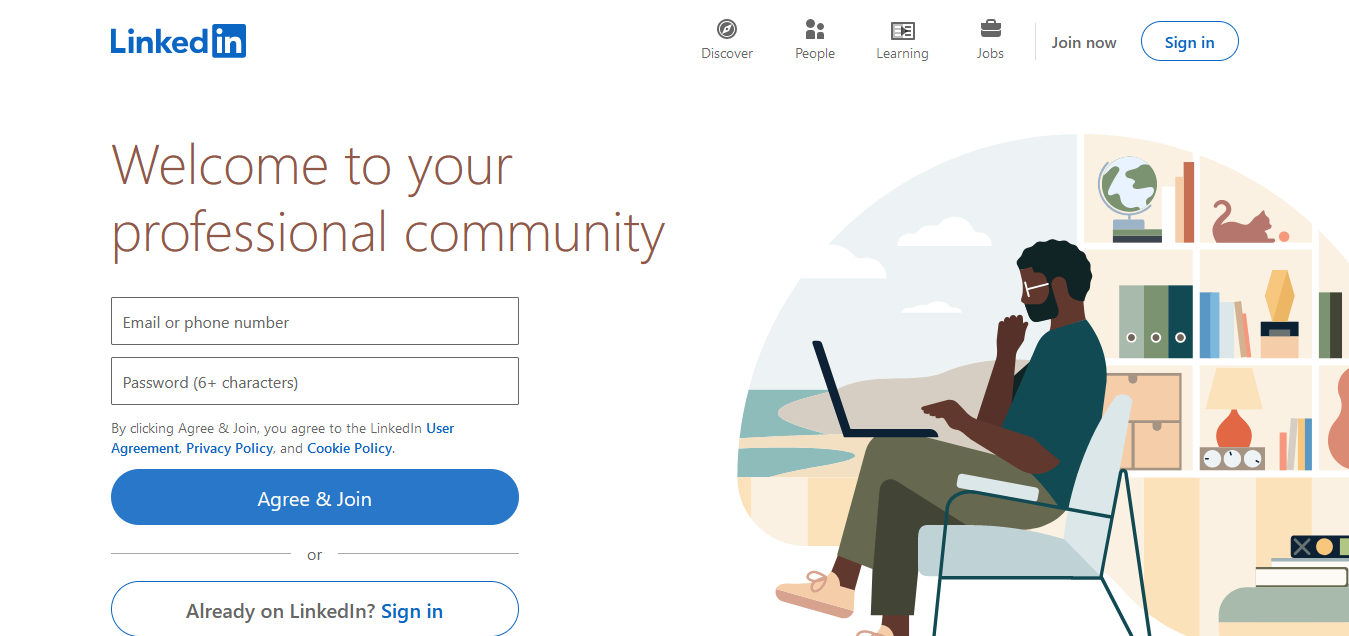 LinkedIn
Discover
People
Learning
Jobs
Join now
Sign in
Welcome to your
professional community
Email or phone number
Password (6+ characters)
By clicking Agree & Join, you agree to the LinkedIn User
Agreement, Privacy Policy, and Cookie Policy.
Agree & Join
or
Already on LinkedIn? Sign in